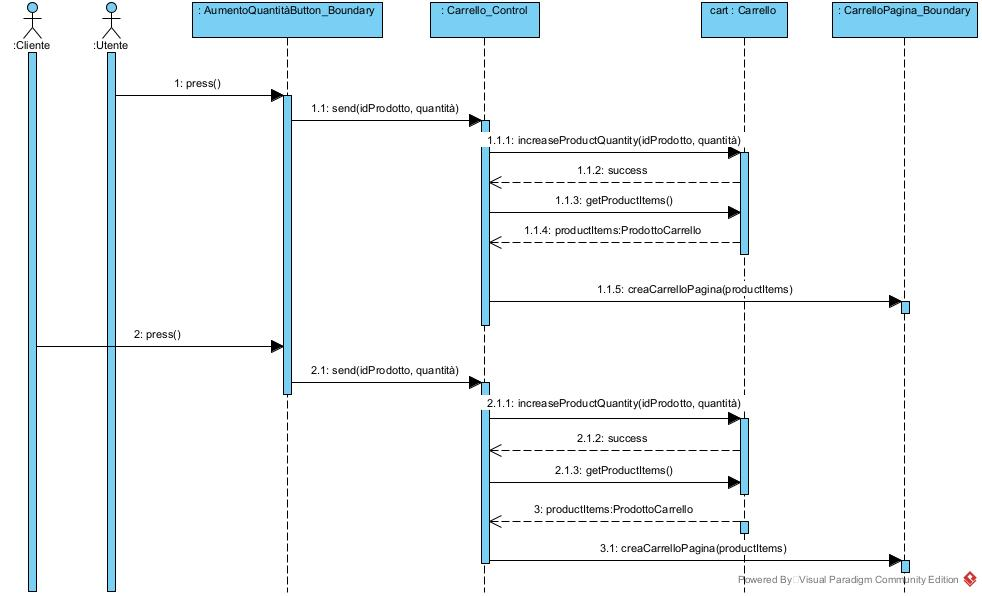 : AumentoQuantitàButton_Boundary
: Carrello_Control
cart : Carrello
: CarrelloPagina_Boundary
:Cliente
:Utente
1: press()
1.1: send(idProdotto, quantità)
1.1.1: increaseProductQuantity(idProdotto, quantità)
1.1.2: success
1.1.3: getProductItems()
1.1.4: productItems:ProdottoCarrello
1.1.5: creaCarrelloPagina(productItems)
2: press()
2.1: send(idProdotto, quantità)
2.1.1: increaseProductQuantity(idProdotto, quantità)
2.1.2: success
2.1.3: getProductItems()
3: productItems:ProdottoCarrello
3.1: creaCarrelloPagina(productItems)
Powered By Visual Paradigm Community Edition